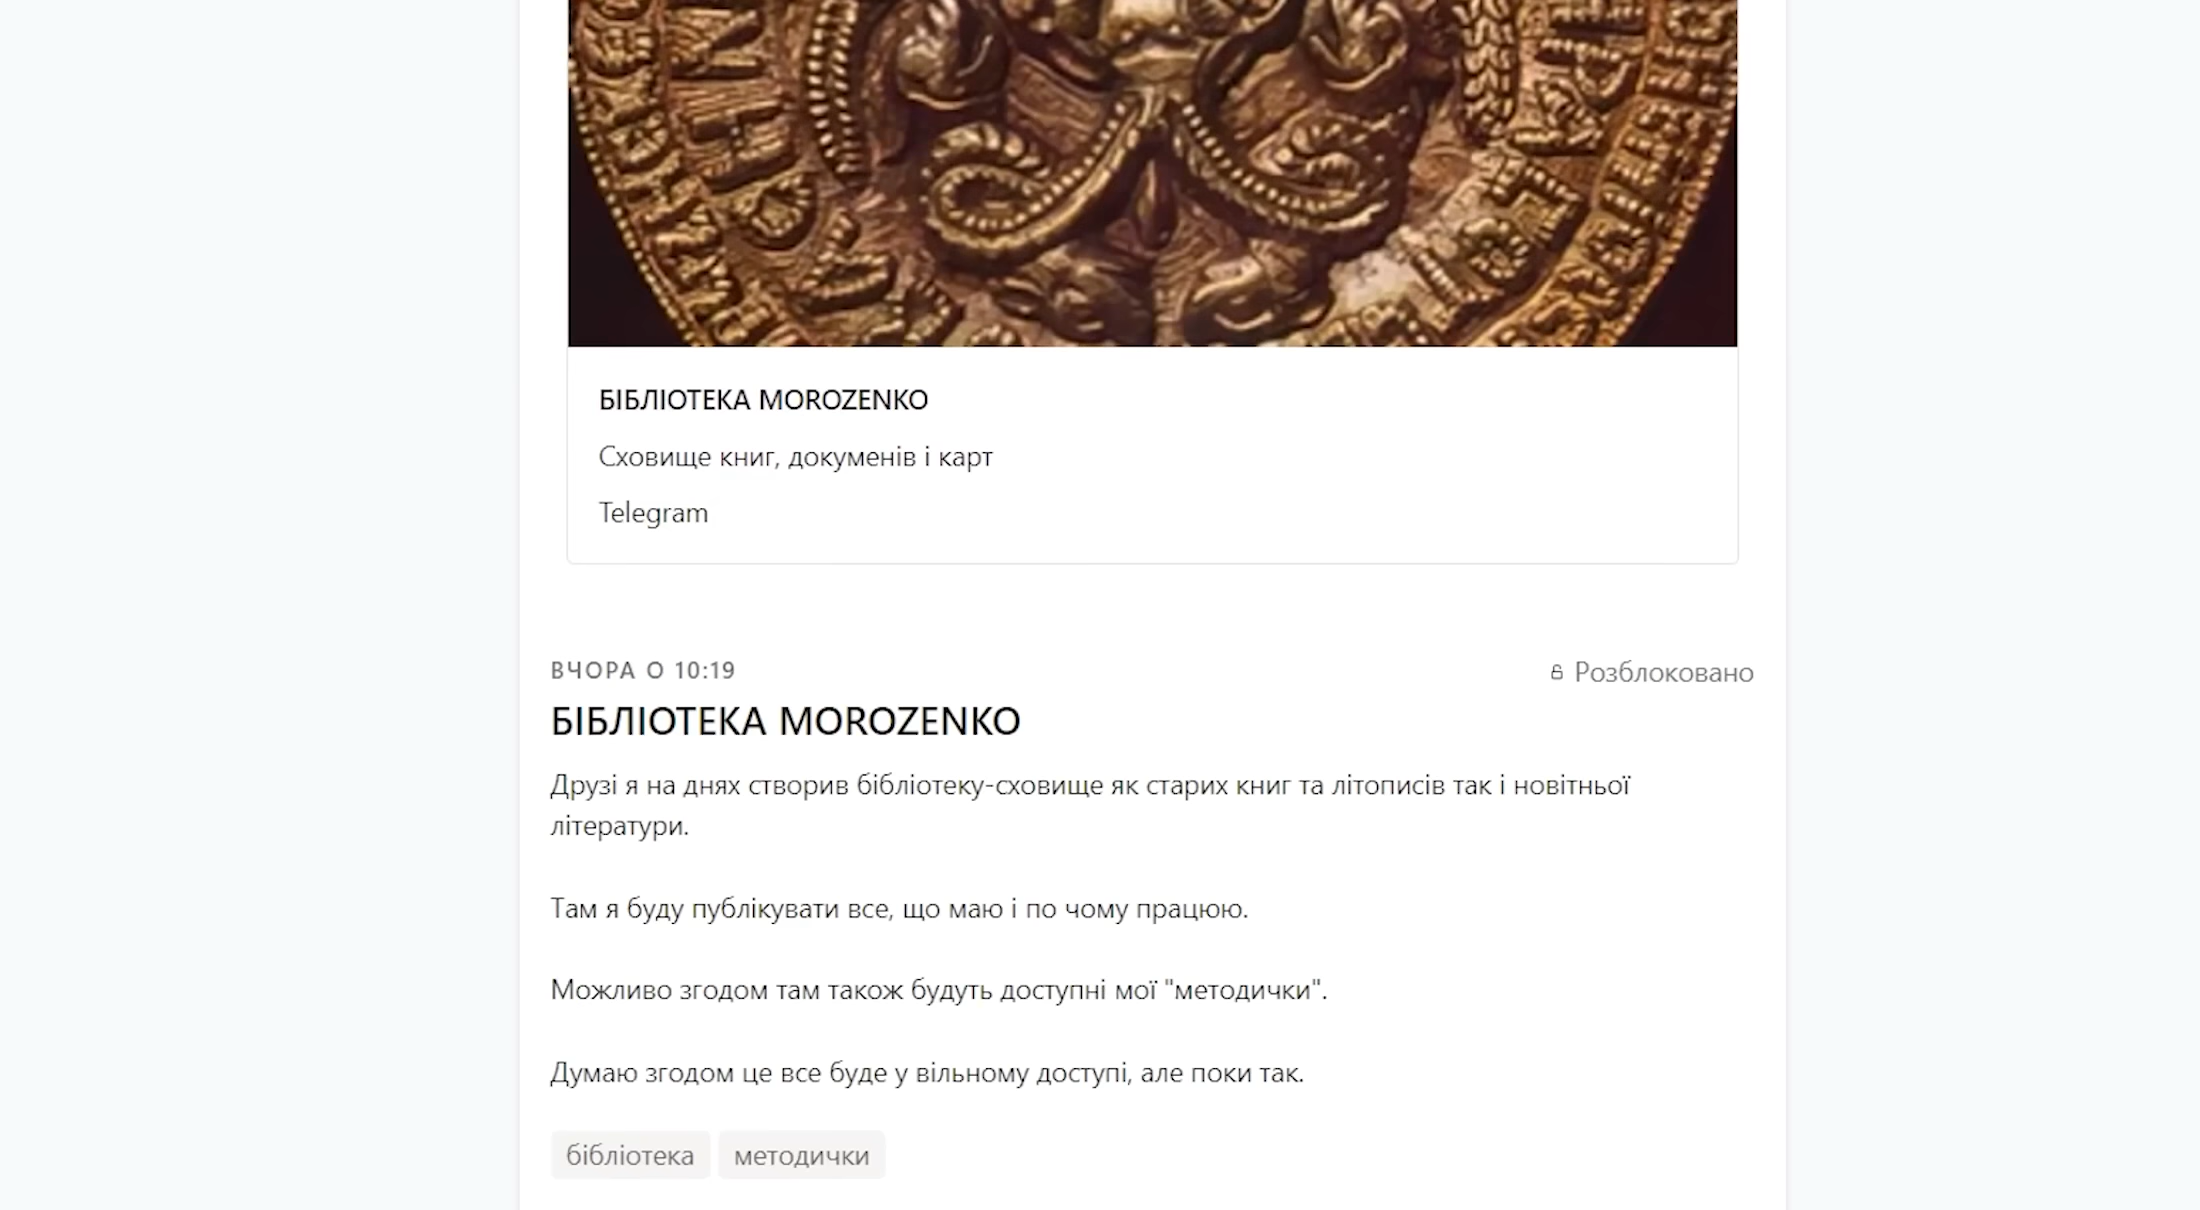 БІБЛІОТЕКА MOROZENKO
Сховище книг, докуменів і карт
Telegram
ВЧОРА О 10:19
Розблоковано
БІБЛІОТЕКА MOROZENKO
Друзі я на днях створив бібліотеку-сховище як старих книг та літописів так і новітньої
літератури.
Там я буду публікувати все, що маю і по чому працюю.
Можливо згодом там також будуть доступні мої "методички".
Думаю згодом це все буде у вільному доступі, але поки так.
бібліотека
методички